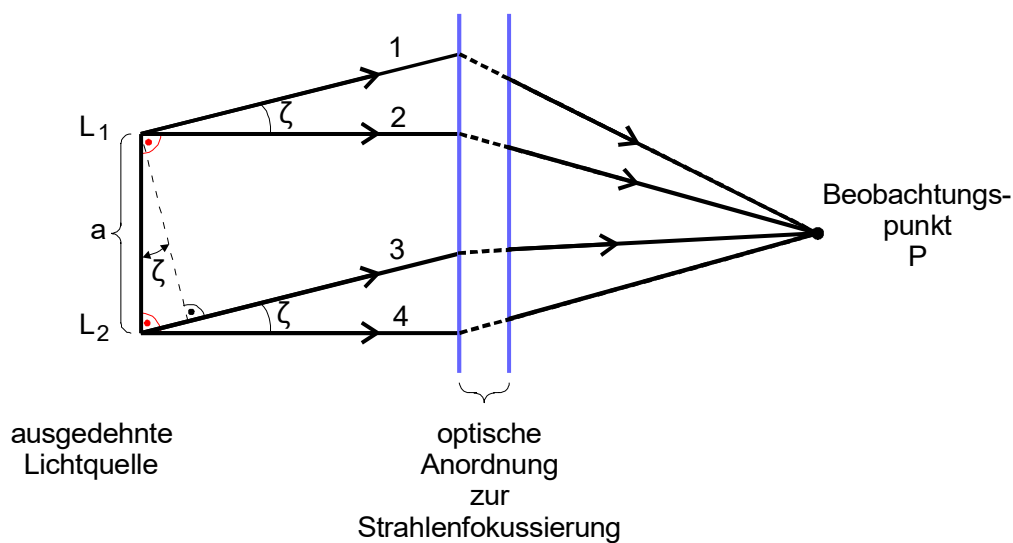 1
ζ
L1
2
a
ζ
3
ζ
L2
4
Beobachtungs-
punkt
P
ausgedehnte
Lichtquelle
optische
Anordnung
zur
Strahlenfokussierung